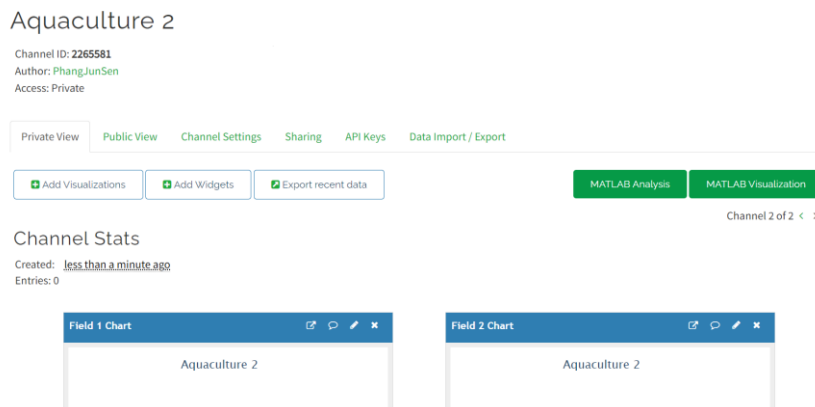 Aquaculture 2
Channel ID: 2265581
Author: PhangJunSen
Access: Private
Private View Public View Channel Settings Sharing API Keys Data Import / Export
Add Visualizations Add Widgets Export recent data MATLAB Analysis MATLAB Visualization
Channel 2 of 2 <
Channel Stats
Created: less than a minute ago
Entries: 0
Field 1 Chart Field 2 Chart
Aquaculture 2 Aquaculture 2